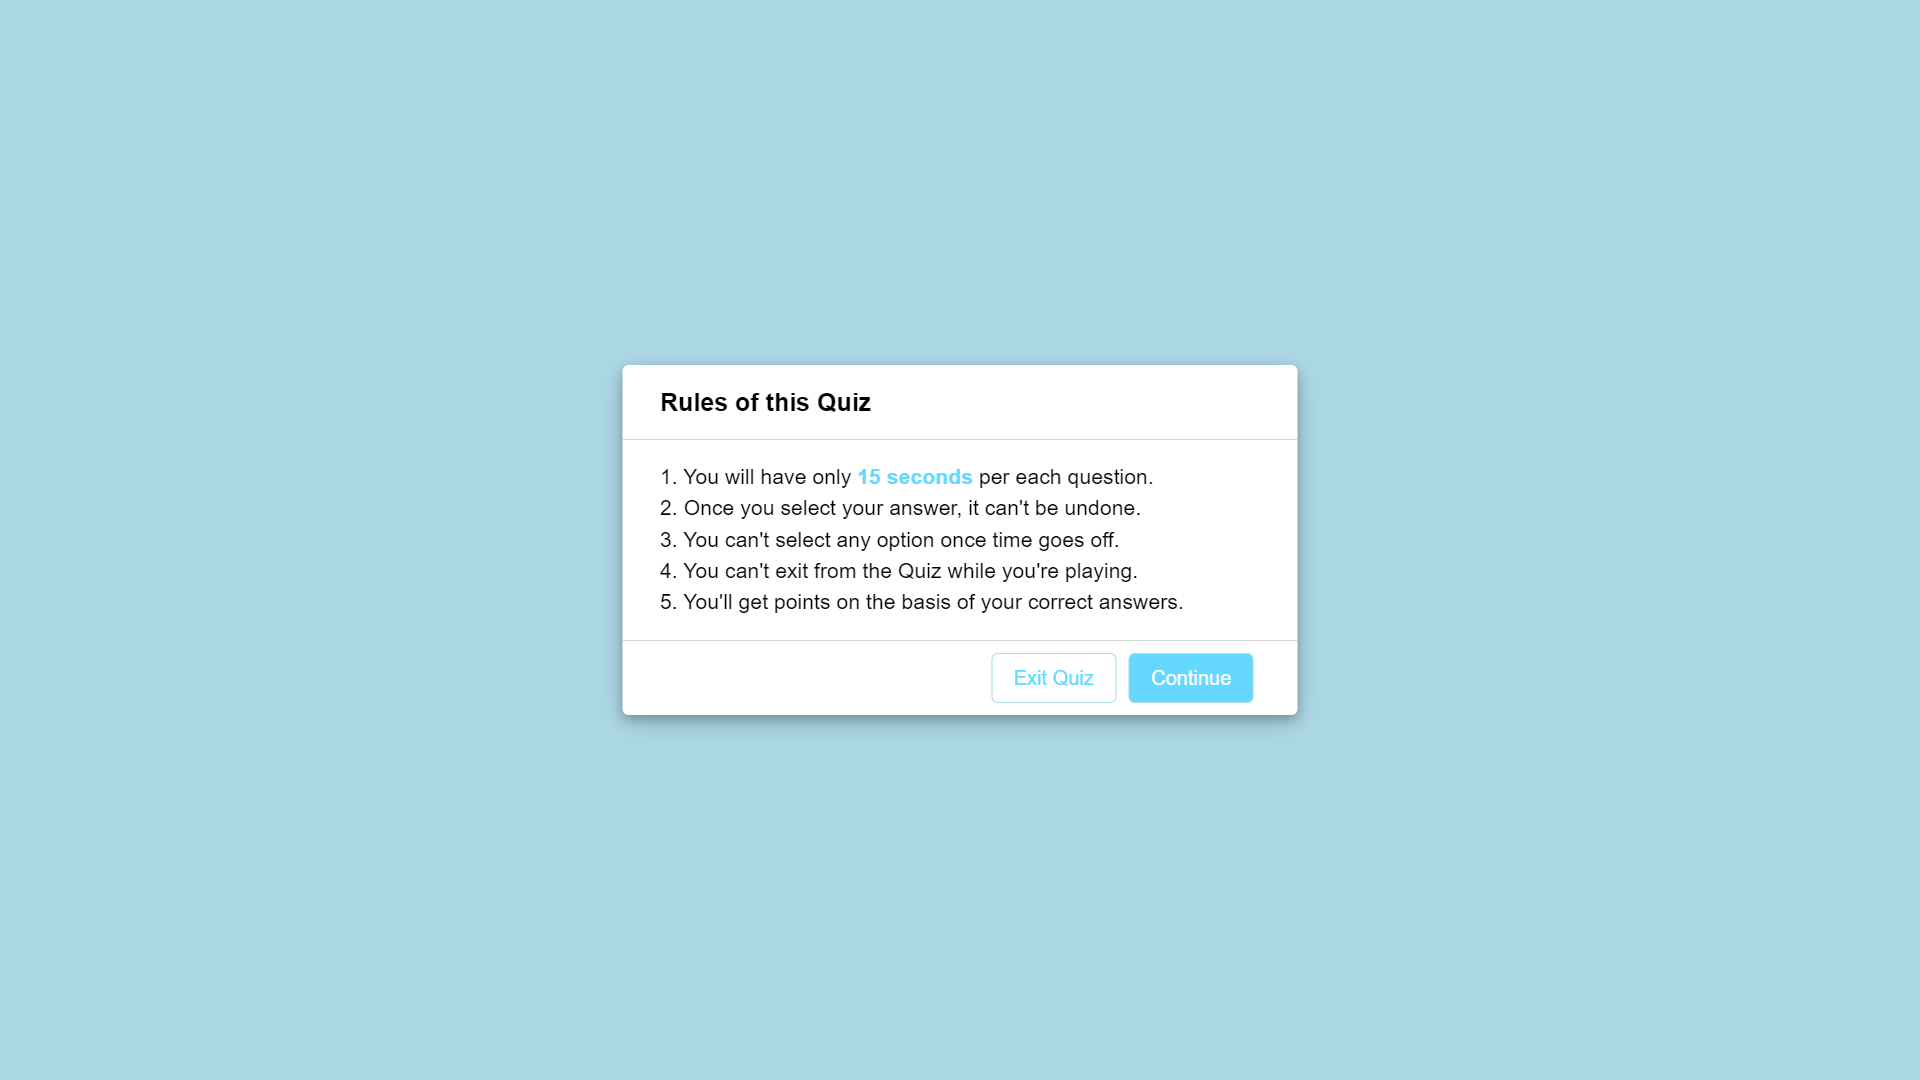 Rules of this Quiz
1. You will have only 15 seconds per each question.
2. Once you select your answer, it can't be undone.
3. You can't select any option once time goes off.
4. You can't exit from the Quiz while you're playing.
5. You'll get points on the basis of your correct answers.
Exit Quiz
Continue